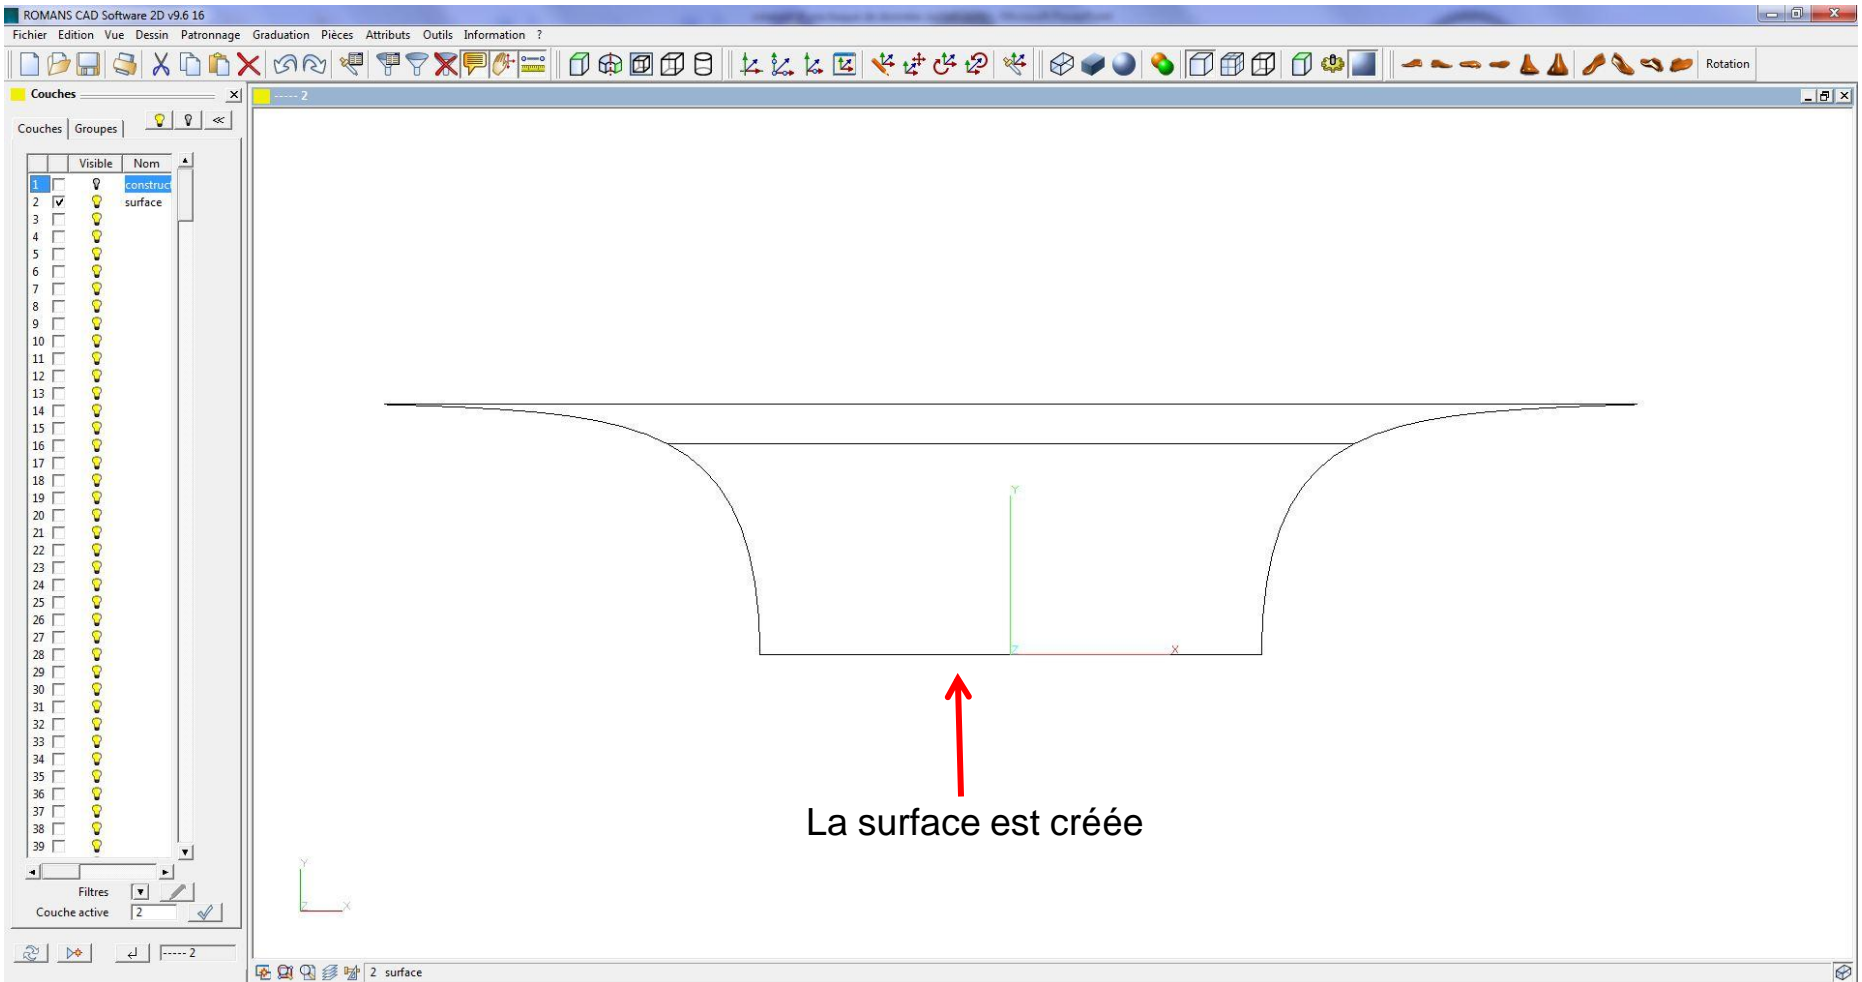 ROMANS CAD Software 2D v9.6 16
Fichier Edition Vue Dessin Patronnage Graduation Pièces Attributs Outils Information ?
Rotation
Couches
----- 2
Couches Groupes
Visible Nom
1 construct
2 surface
3
4
5
6
7
8
9
10
11
12
13
14
15
16
17
18
19
20
21
22
23
24
25
26
27
28
29
30
31
32
33
34
35
36
37
38
39
Filtres
Couche active 2
----- 2
Y
Z X
La surface est créée
Y
Z X
2 surface